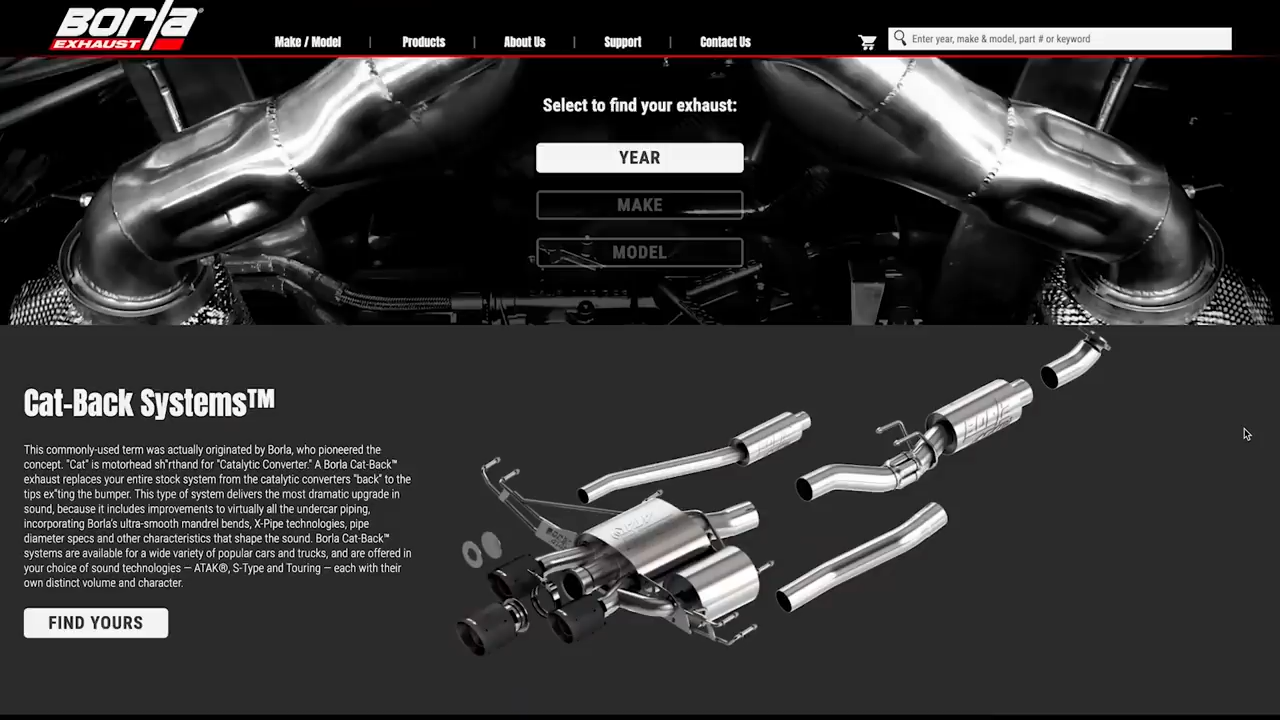 BORLA
EXHAUST
Make / Model | Products | About Us | Support | Contact Us
Enter year, make & model, part # or keyword
Select to find your exhaust:
YEAR
MAKE
MODEL
Cat-Back Systems™
This commonly-used term was actually originated by Borla, who pioneered the
concept. "Cat" is motorhead sh"rthand for "Catalytic Converter." A Borla Cat-Back™
exhaust replaces your entire stock system from the catalytic converters "back" to the
tips ex"ting the bumper. This type of system delivers the most dramatic upgrade in
sound, because it includes improvements to virtually all the undercar piping,
incorporating Borla's ultra-smooth mandrel bends, X-Pipe technologies, pipe
diameter specs and other characteristics that shape the sound. Borla Cat-Back™
systems are available for a wide variety of popular cars and trucks, and are offered in
your choice of sound technologies — ATAK®, S-Type and Touring — each with their
own distinct volume and character.
FIND YOURS